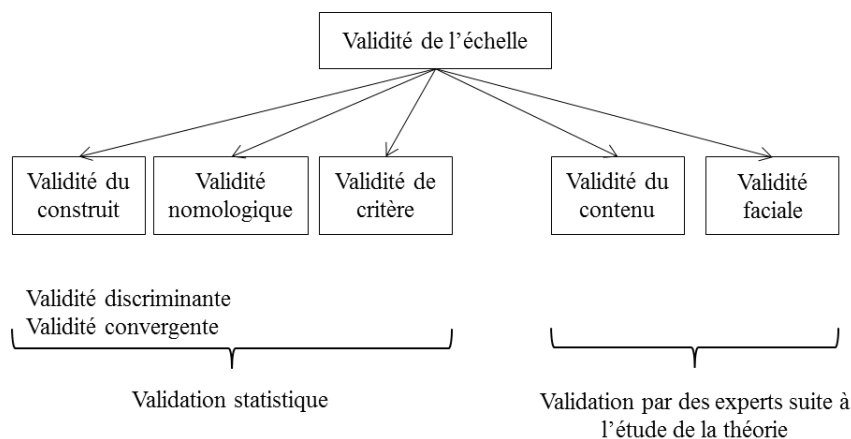 Validité de l’échelle
Validité du
construit
Validité
nomologique
Validité de
critère
Validité du
contenu
Validité
faciale
Validité discriminante
Validité convergente
Validation statistique
Validation par des experts suite à
l’étude de la théorie